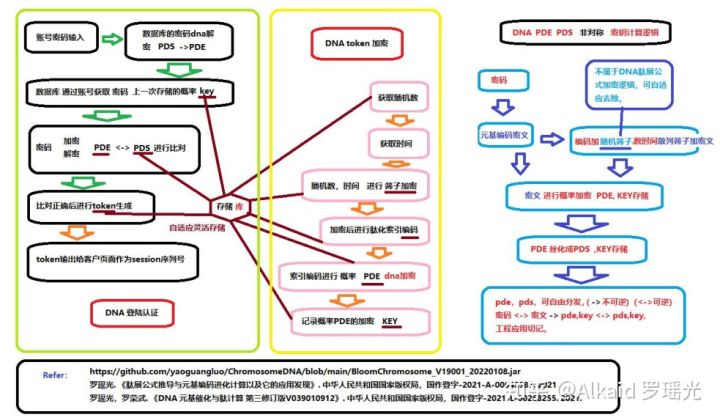 账号密码输入
数据库的密码dna解
密 PDS ->PDE
数据库 通过账号获取 密码 上一次存储的概率 key
密码 加密
解密 PDE <-> PDS 进行比对
比对正确后进行token生成
token输出给客户页面作为session序列号
DNA 登陆认证
存储 库
自适应灵活存储
DNA token 加密
获取随机数
获取时间
随机数，时间 进行 筛子加密
加密后进行肽化索引编码
索引编码进行 概率 PDE dna加密
记录概率PDE的加密 KEY
DNA PDE PDS 非对称 密钥计算逻辑
密码
不属于DNA肽展公
式加密逻辑，可自适
应去除。
元基编码密文
编码加随机筛子,数时间散列筛子加密文
密文 进行概率加密 PDE, KEY存储
PDE 丝化成PDS ,KEY存储
pde，pds，可自由分发，( -> 不可逆) (<->可逆)
密码 <-> 密文 -> pde,key <-> pds,key,
工程应用切记。
Refer： https://github.com/yaoguangluo/ChromosomeDNA/blob/main/BloomChromosome_V19001_20220108.jar
罗瑶光.《肽展公式推导与元基编码进化计算以及它的应用发现》. 中华人民共和国国家版权局，国作登字-2021-A-00
罗瑶光，罗荣武.《DNA 元基催化与肽计算 第三修订版V039010912》. 中华人民共和国国家版权局，国作登字-2021
知乎 @Alkaid 罗瑶光